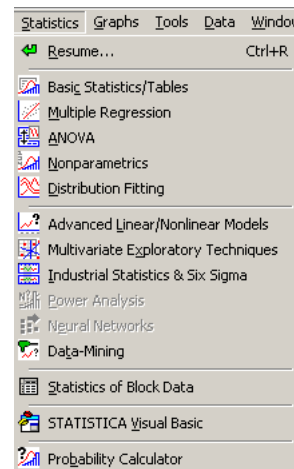 Statistics Graphs Tools Data Windo
Resume... Ctrl+R
Basic Statistics/Tables
Multiple Regression
ANOVA
Nonparametrics
Distribution Fitting
Advanced Linear/Nonlinear Models
Multivariate Exploratory Techniques
Industrial Statistics & Six Sigma
Power Analysis
Neural Networks
Data-Mining
Statistics of Block Data
STATISTICA Visual Basic
Probability Calculator